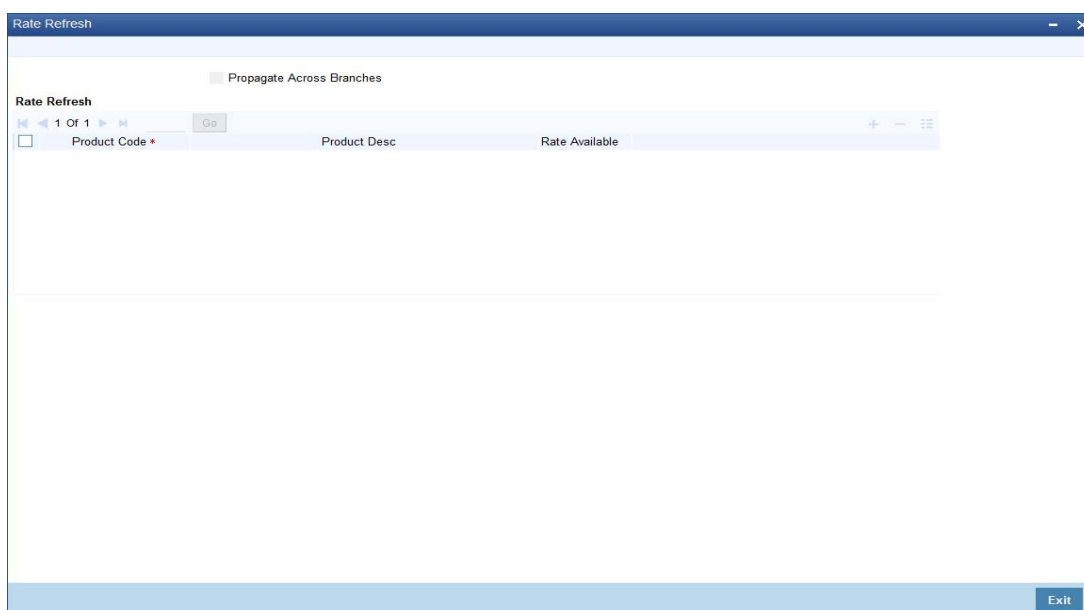 Rate Refresh
Propagate Across Branches
Rate Refresh
1 Of 1 Go
Product Code * Product Desc Rate Available
Exit